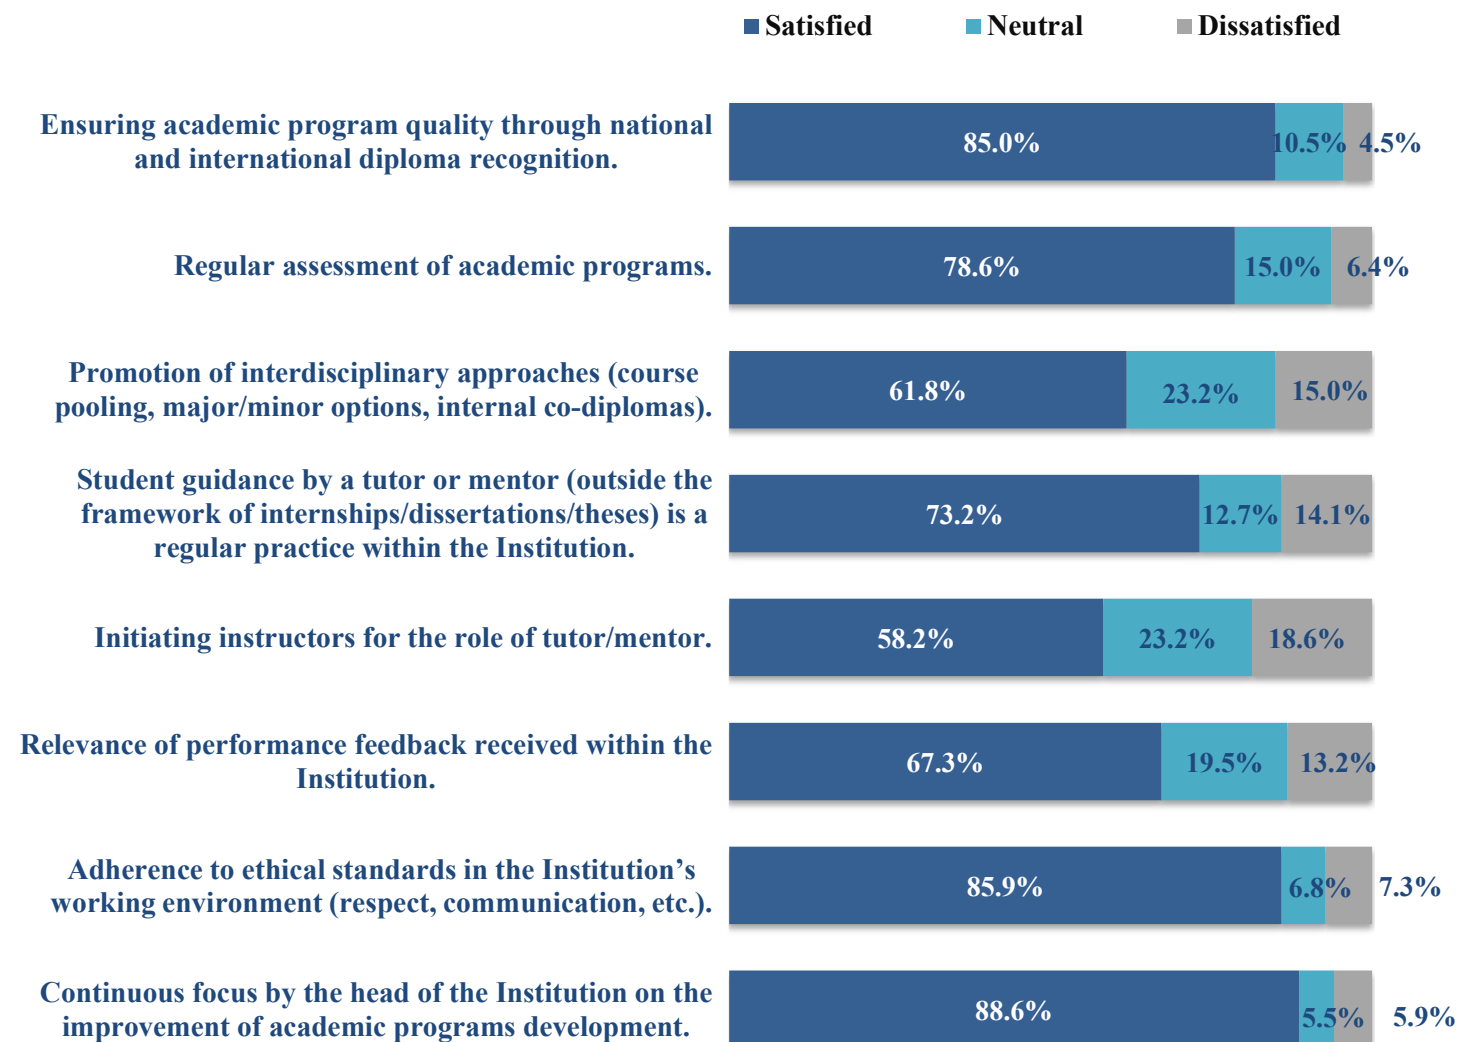 Satisfied Neutral Dissatisfied
Ensuring academic program quality through national
and international diploma recognition.
85.0% 10.5% 4.5%
Regular assessment of academic programs.
78.6% 15.0% 6.4%
Promotion of interdisciplinary approaches (course
pooling, major/minor options, internal co-diplomas).
61.8% 23.2% 15.0%
Student guidance by a tutor or mentor (outside the
framework of internships/dissertations/theses) is a
regular practice within the Institution.
73.2% 12.7% 14.1%
Initiating instructors for the role of tutor/mentor.
58.2% 23.2% 18.6%
Relevance of performance feedback received within the
Institution.
67.3% 19.5% 13.2%
Adherence to ethical standards in the Institution’s
working environment (respect, communication, etc.).
85.9% 6.8% 7.3%
Continuous focus by the head of the Institution on the
improvement of academic programs development.
88.6% 5.5% 5.9%